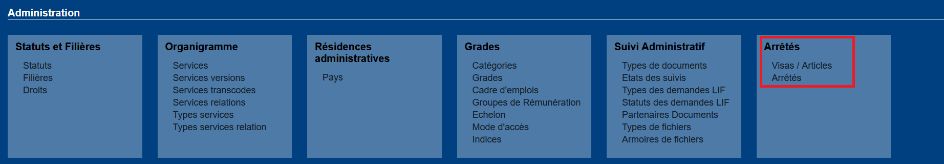 Administration
Statuts et Filières
Statuts
Filières
Droits
Organigramme
Services
Services versions
Services transcodes
Services relations
Types services
Types services relation
Résidences
administratives
Pays
Grades
Catégories
Grades
Cadre d'emplois
Groupes de Rémunération
Echelon
Mode d'accès
Indices
Suivi Administratif
Types de documents
Etats des suivis
Types des demandes LIF
Statuts des demandes LIF
Partenaires Documents
Types de fichiers
Armoires de fichiers
Arrêtés
Visas / Articles
Arrêtés